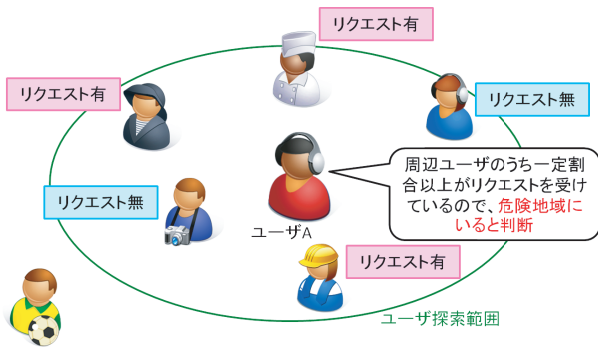 リクエスト有
リクエスト有
リクエスト無
周辺ユーザのうち一定割
合以上がリクエストを受け
ているので、危険地域に
いると判断
リクエスト無
ユーザA
リクエスト有
ユーザ探索範囲